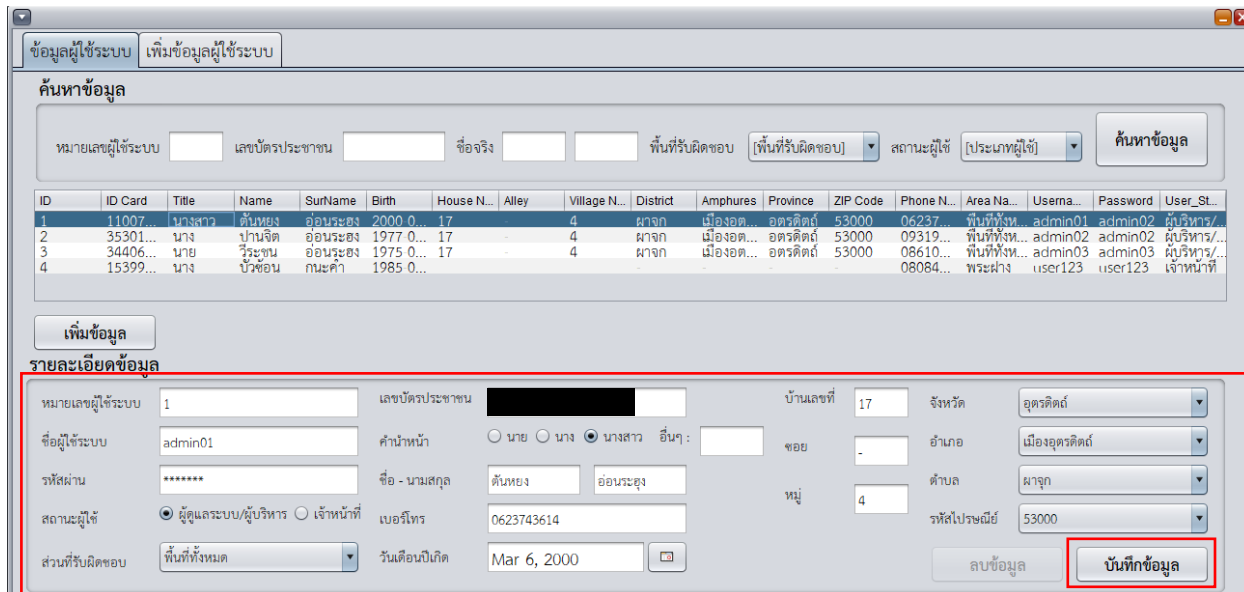 ข้อมูลผู้ใช้ระบบ เพิ่มข้อมูลผู้ใช้ระบบ
ค้นหาข้อมูล
หมายเลขผู้ใช้ระบบ เลขบัตรประชาชน ชื่อจริง พื้นที่รับผิดชอบ [พื้นที่รับผิดชอบ] สถานะผู้ใช้ [ประเภทผู้ใช้] ค้นหาข้อมูล
ID ID Card Title Name SurName Birth House N... Alley Village N... District Amphures Province ZIP Code Phone N... Area Na... Userna... Password User_St...
1 11007... นางสาว ตันหยง อ่อนระฮุง 2000-0... 17 - 4 ผาจุก เมืองอุต... อุตรดิตถ์ 53000 06237... พื้นที่ทั้งห... admin01 admin02 ผู้บริหาร/...
2 35301... นาง ปานจิต อ่อนระฮุง 1977-0... 17 - 4 ผาจุก เมืองอุต... อุตรดิตถ์ 53000 09319... พื้นที่ทั้งห... admin02 admin02 ผู้บริหาร/...
3 34406... นาย วีระชน อ่อนระฮุง 1975-0... 17 - 4 ผาจุก เมืองอุต... อุตรดิตถ์ 53000 08610... พื้นที่ทั้งห... admin03 admin03 ผู้บริหาร/...
4 15399... นาง บัวซ้อน กุนะคำ 1985-0... - - - - 08084... พระฝาง user123 user123 เจ้าหน้าที่
เพิ่มข้อมูล
รายละเอียดข้อมูล
หมายเลขผู้ใช้ระบบ 1 เลขบัตรประชาชน บ้านเลขที่ 17 จังหวัด อุตรดิตถ์
ชื่อผู้ใช้ระบบ admin01 คำนำหน้า นาย นาง นางสาว อื่นๆ : ซอย - อำเภอ เมืองอุตรดิตถ์
รหัสผ่าน ******* ชื่อ - นามสกุล ตันหยง อ่อนระฮุง หมู่ 4 ตำบล ผาจุก
สถานะผู้ใช้ ผู้ดูแลระบบ/ผู้บริหาร เจ้าหน้าที่ เบอร์โทร 0623743614 รหัสไปรษณีย์ 53000
ส่วนที่รับผิดชอบ พื้นที่ทั้งหมด วันเดือนปีเกิด Mar 6, 2000 ลบข้อมูล บันทึกข้อมูล